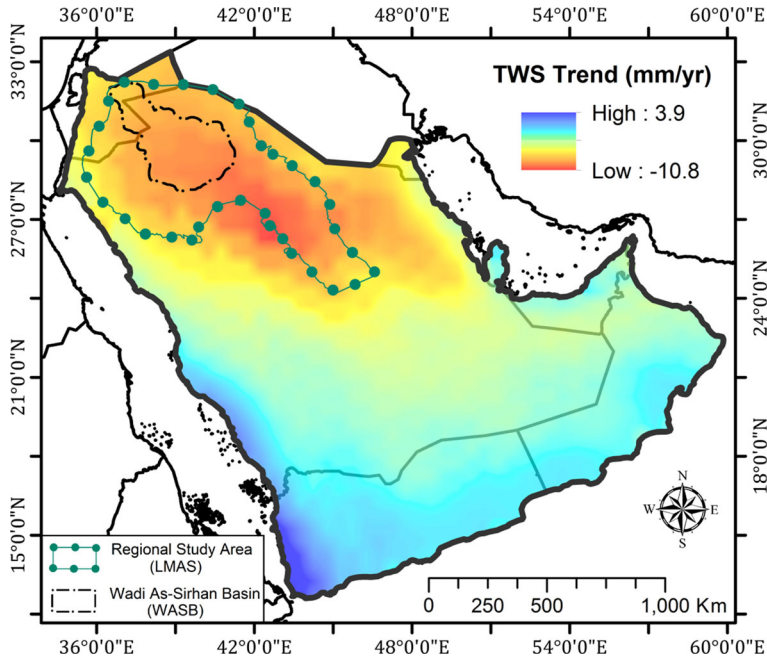 36°0'0"E 42°0'0"E 48°0'0"E 54°0'0"E 60°0'0"E
33°0'0"N
30°0'0"N
27°0'0"N
24°0'0"N
21°0'0"N
18°0'0"N
15°0'0"N
TWS Trend (mm/yr)
High : 3.9
Low : -10.8
N
W E
S
Regional Study Area
(LMAS)
Wadi As-Sirhan Basin
(WASB)
0 250 500 1,000 Km
36°0'0"E 42°0'0"E 48°0'0"E 54°0'0"E 60°0'0"E